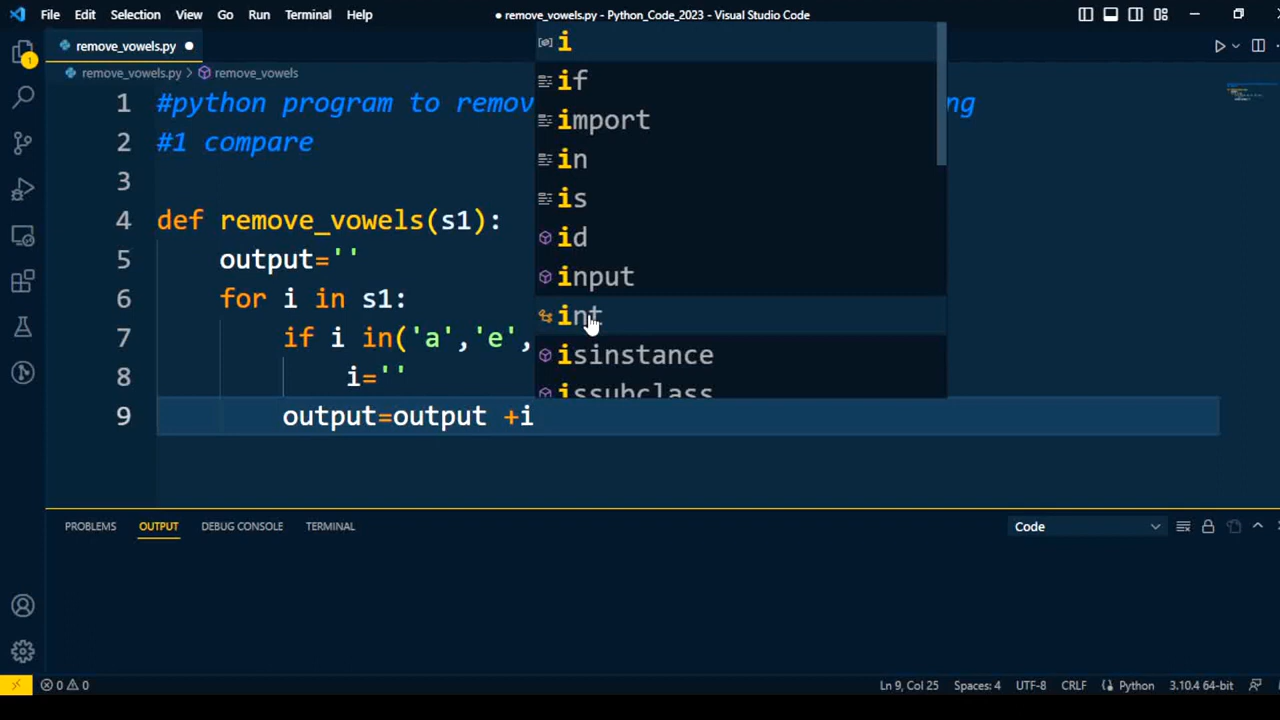 File Edit Selection View Go Run Terminal Help
● remove_vowels.py - Python_Code_2023 - Visual Studio Code
remove_vowels.py ●
remove_vowels.py > remove_vowels
1 #python program to remov
2 #1 compare
3
4 def remove_vowels(s1):
5 output=''
6 for i in s1:
7 if i in('a','e',
8 i=''
9 output=output +i
i
if
import
in
is
id
input
int
isinstance
issubclass
1
PROBLEMS OUTPUT DEBUG CONSOLE TERMINAL
Code
0 0
Ln 9, Col 25 Spaces: 4 UTF-8 CRLF Python 3.10.4 64-bit